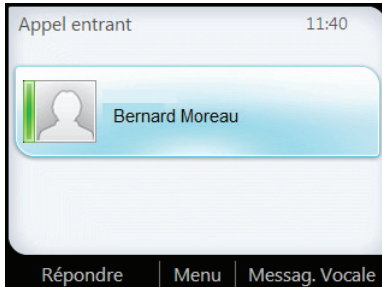 Appel entrant 11:40
Bernard Moreau
Répondre Menu Messag. Vocale